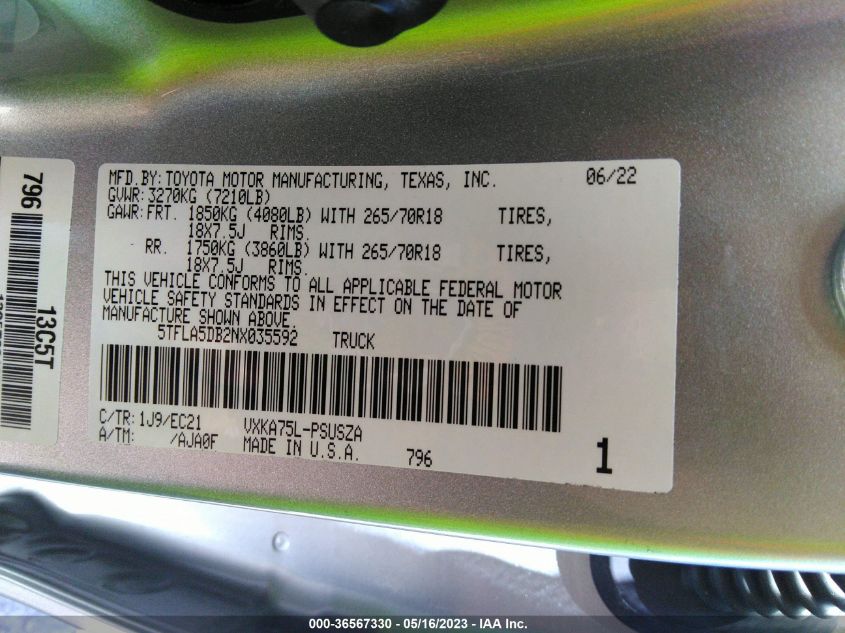 MFD.BY:TOYOTA MOTOR MANUFACTURING, TEXAS, INC. 06/22
GVWR:3270KG (7210LB)
GAWR:FRT. 1850KG (4080LB) WITH 265/70R18 TIRES,
18X7.5J RIMS.
RR. 1750KG (3860LB) WITH 265/70R18 TIRES,
18X7.5J RIMS.
THIS VEHICLE CONFORMS TO ALL APPLICABLE FEDERAL MOTOR
VEHICLE SAFETY STANDARDS IN EFFECT ON THE DATE OF
MANUFACTURE SHOWN ABOVE.
5TFLA5DB2NX035592 TRUCK
C/TR:1J9/EC21 VXKA75L-PSUSZA
A/TM: /AJA0F MADE IN U.S.A. 796 1
796
13C5T
000-36567330 - 05/16/2023 - IAA Inc.